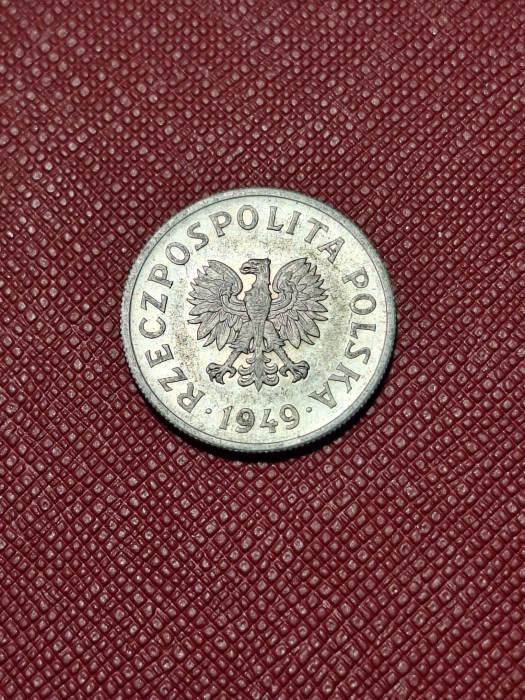 RZECZPOSPOLITA POLSKA
· 1949 ·